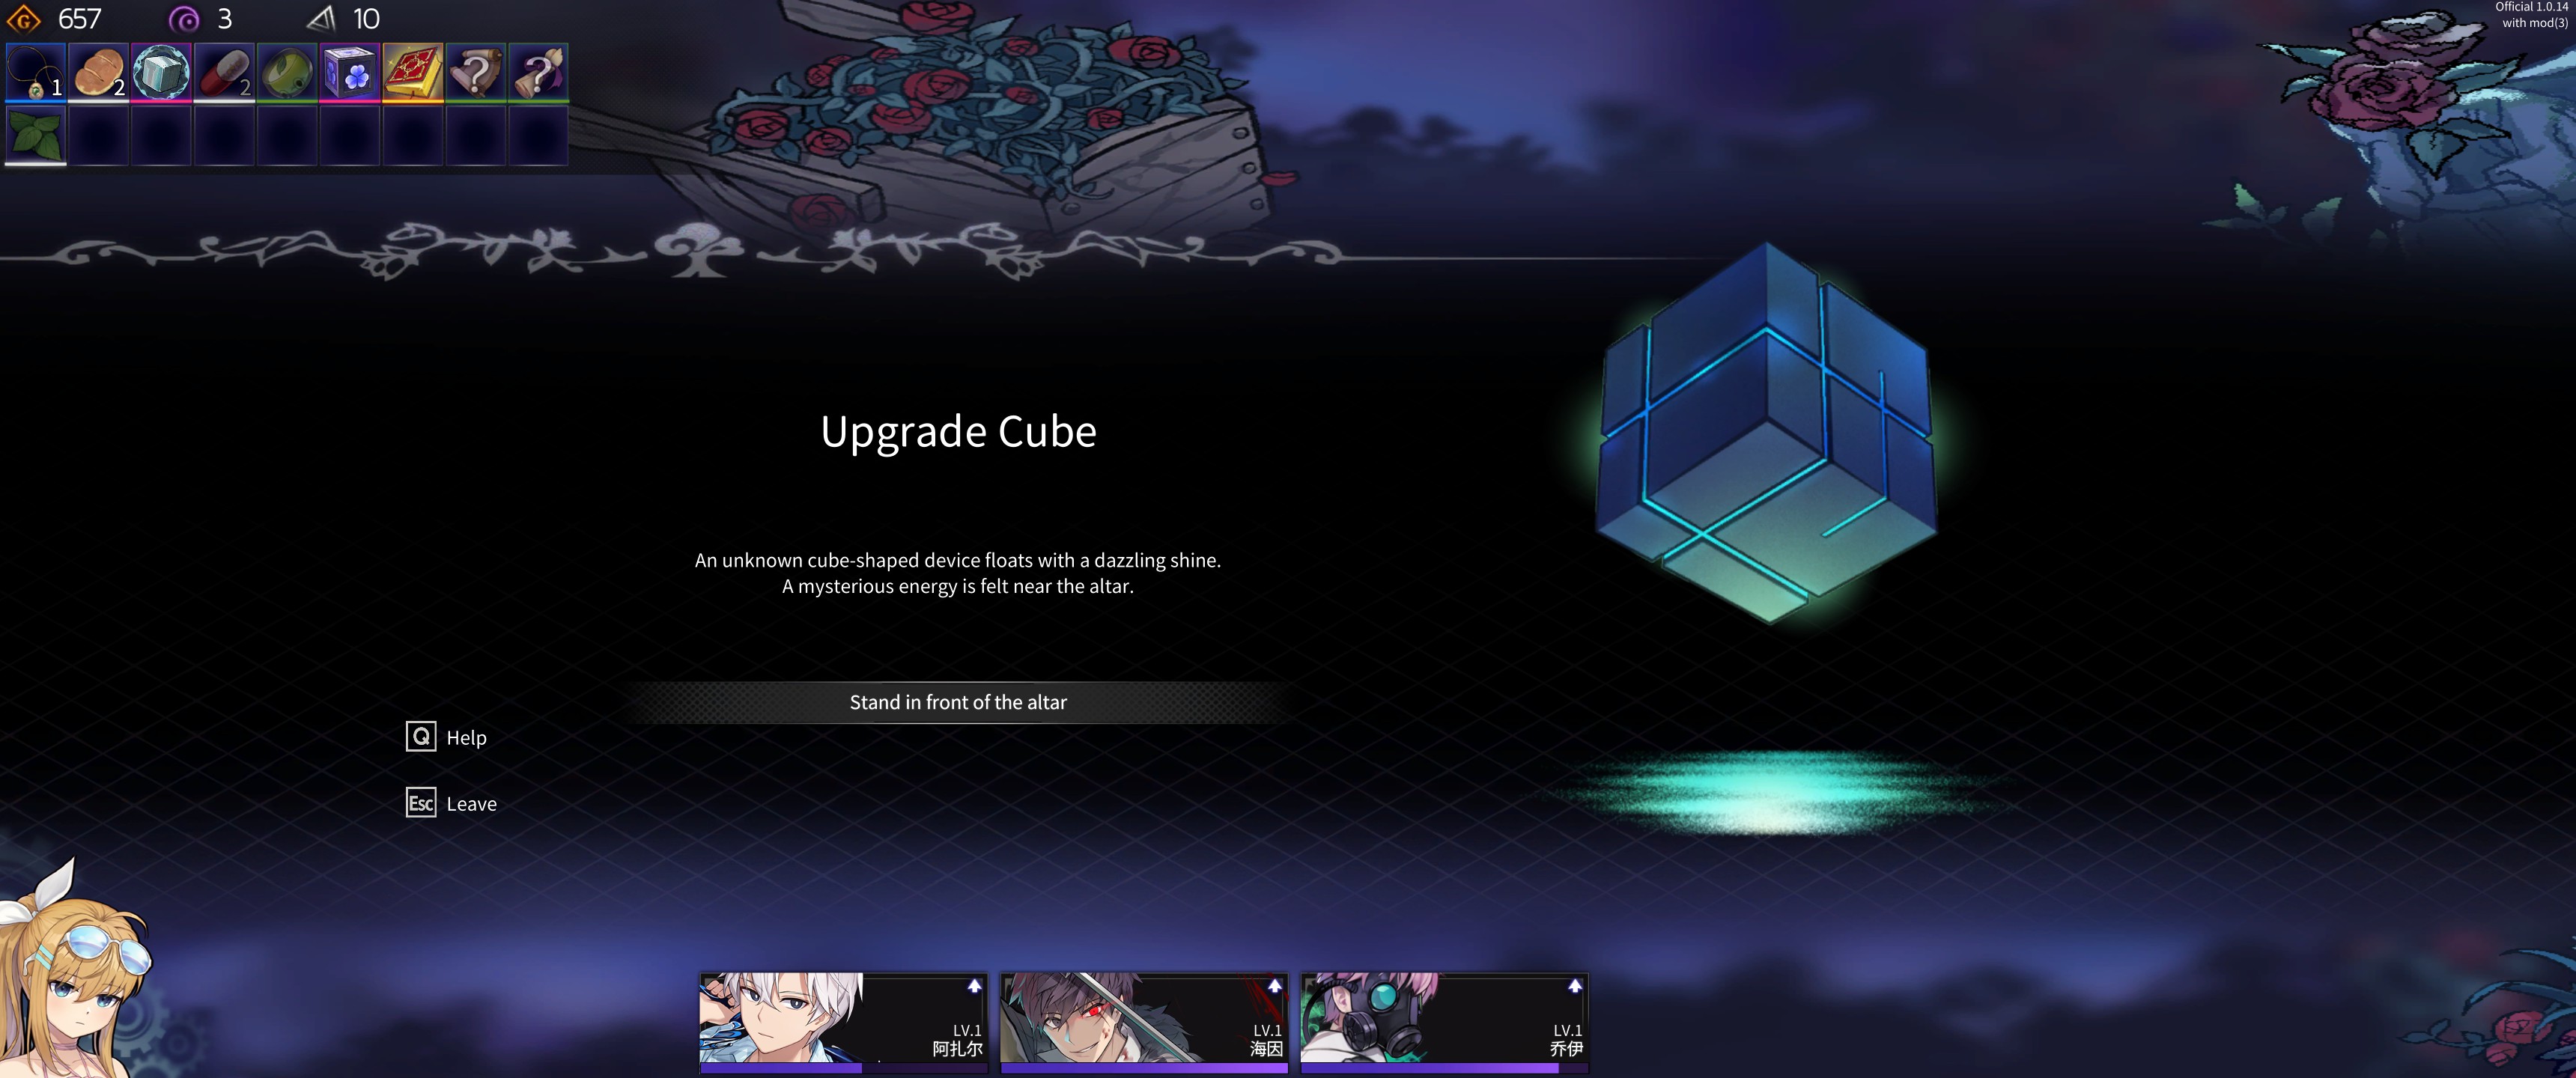 G 657 3 10
Official 1.0.14
with mod(3)
1 2 2 ? ?
Upgrade Cube
An unknown cube-shaped device floats with a dazzling shine.
A mysterious energy is felt near the altar.
Stand in front of the altar
Q Help
Esc Leave
LV.1
阿扎尔
LV.1
海因
LV.1
乔伊